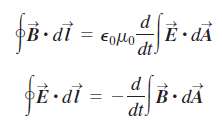 ∮B⃗ · dl⃗ = ϵ₀μ₀ d/dt ∫E⃗ · dA⃗
∮E⃗ · dl⃗ = − d/dt ∫B⃗ · dA⃗